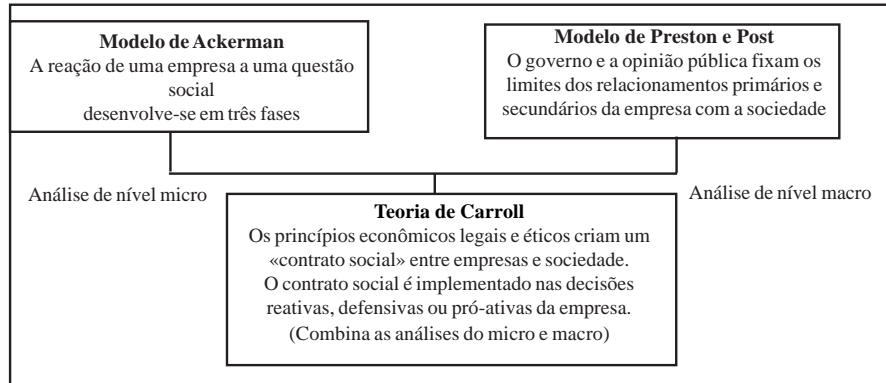 Modelo de Ackerman
A reação de uma empresa a uma questão
social
desenvolve-se em três fases
Modelo de Preston e Post
O governo e a opinião pública fixam os
limites dos relacionamentos primários e
secundários da empresa com a sociedade
Análise de nível micro
Análise de nível macro
Teoria de Carroll
Os princípios econômicos legais e éticos criam um
«contrato social» entre empresas e sociedade.
O contrato social é implementado nas decisões
reativas, defensivas ou pró-ativas da empresa.
(Combina as análises do micro e macro)